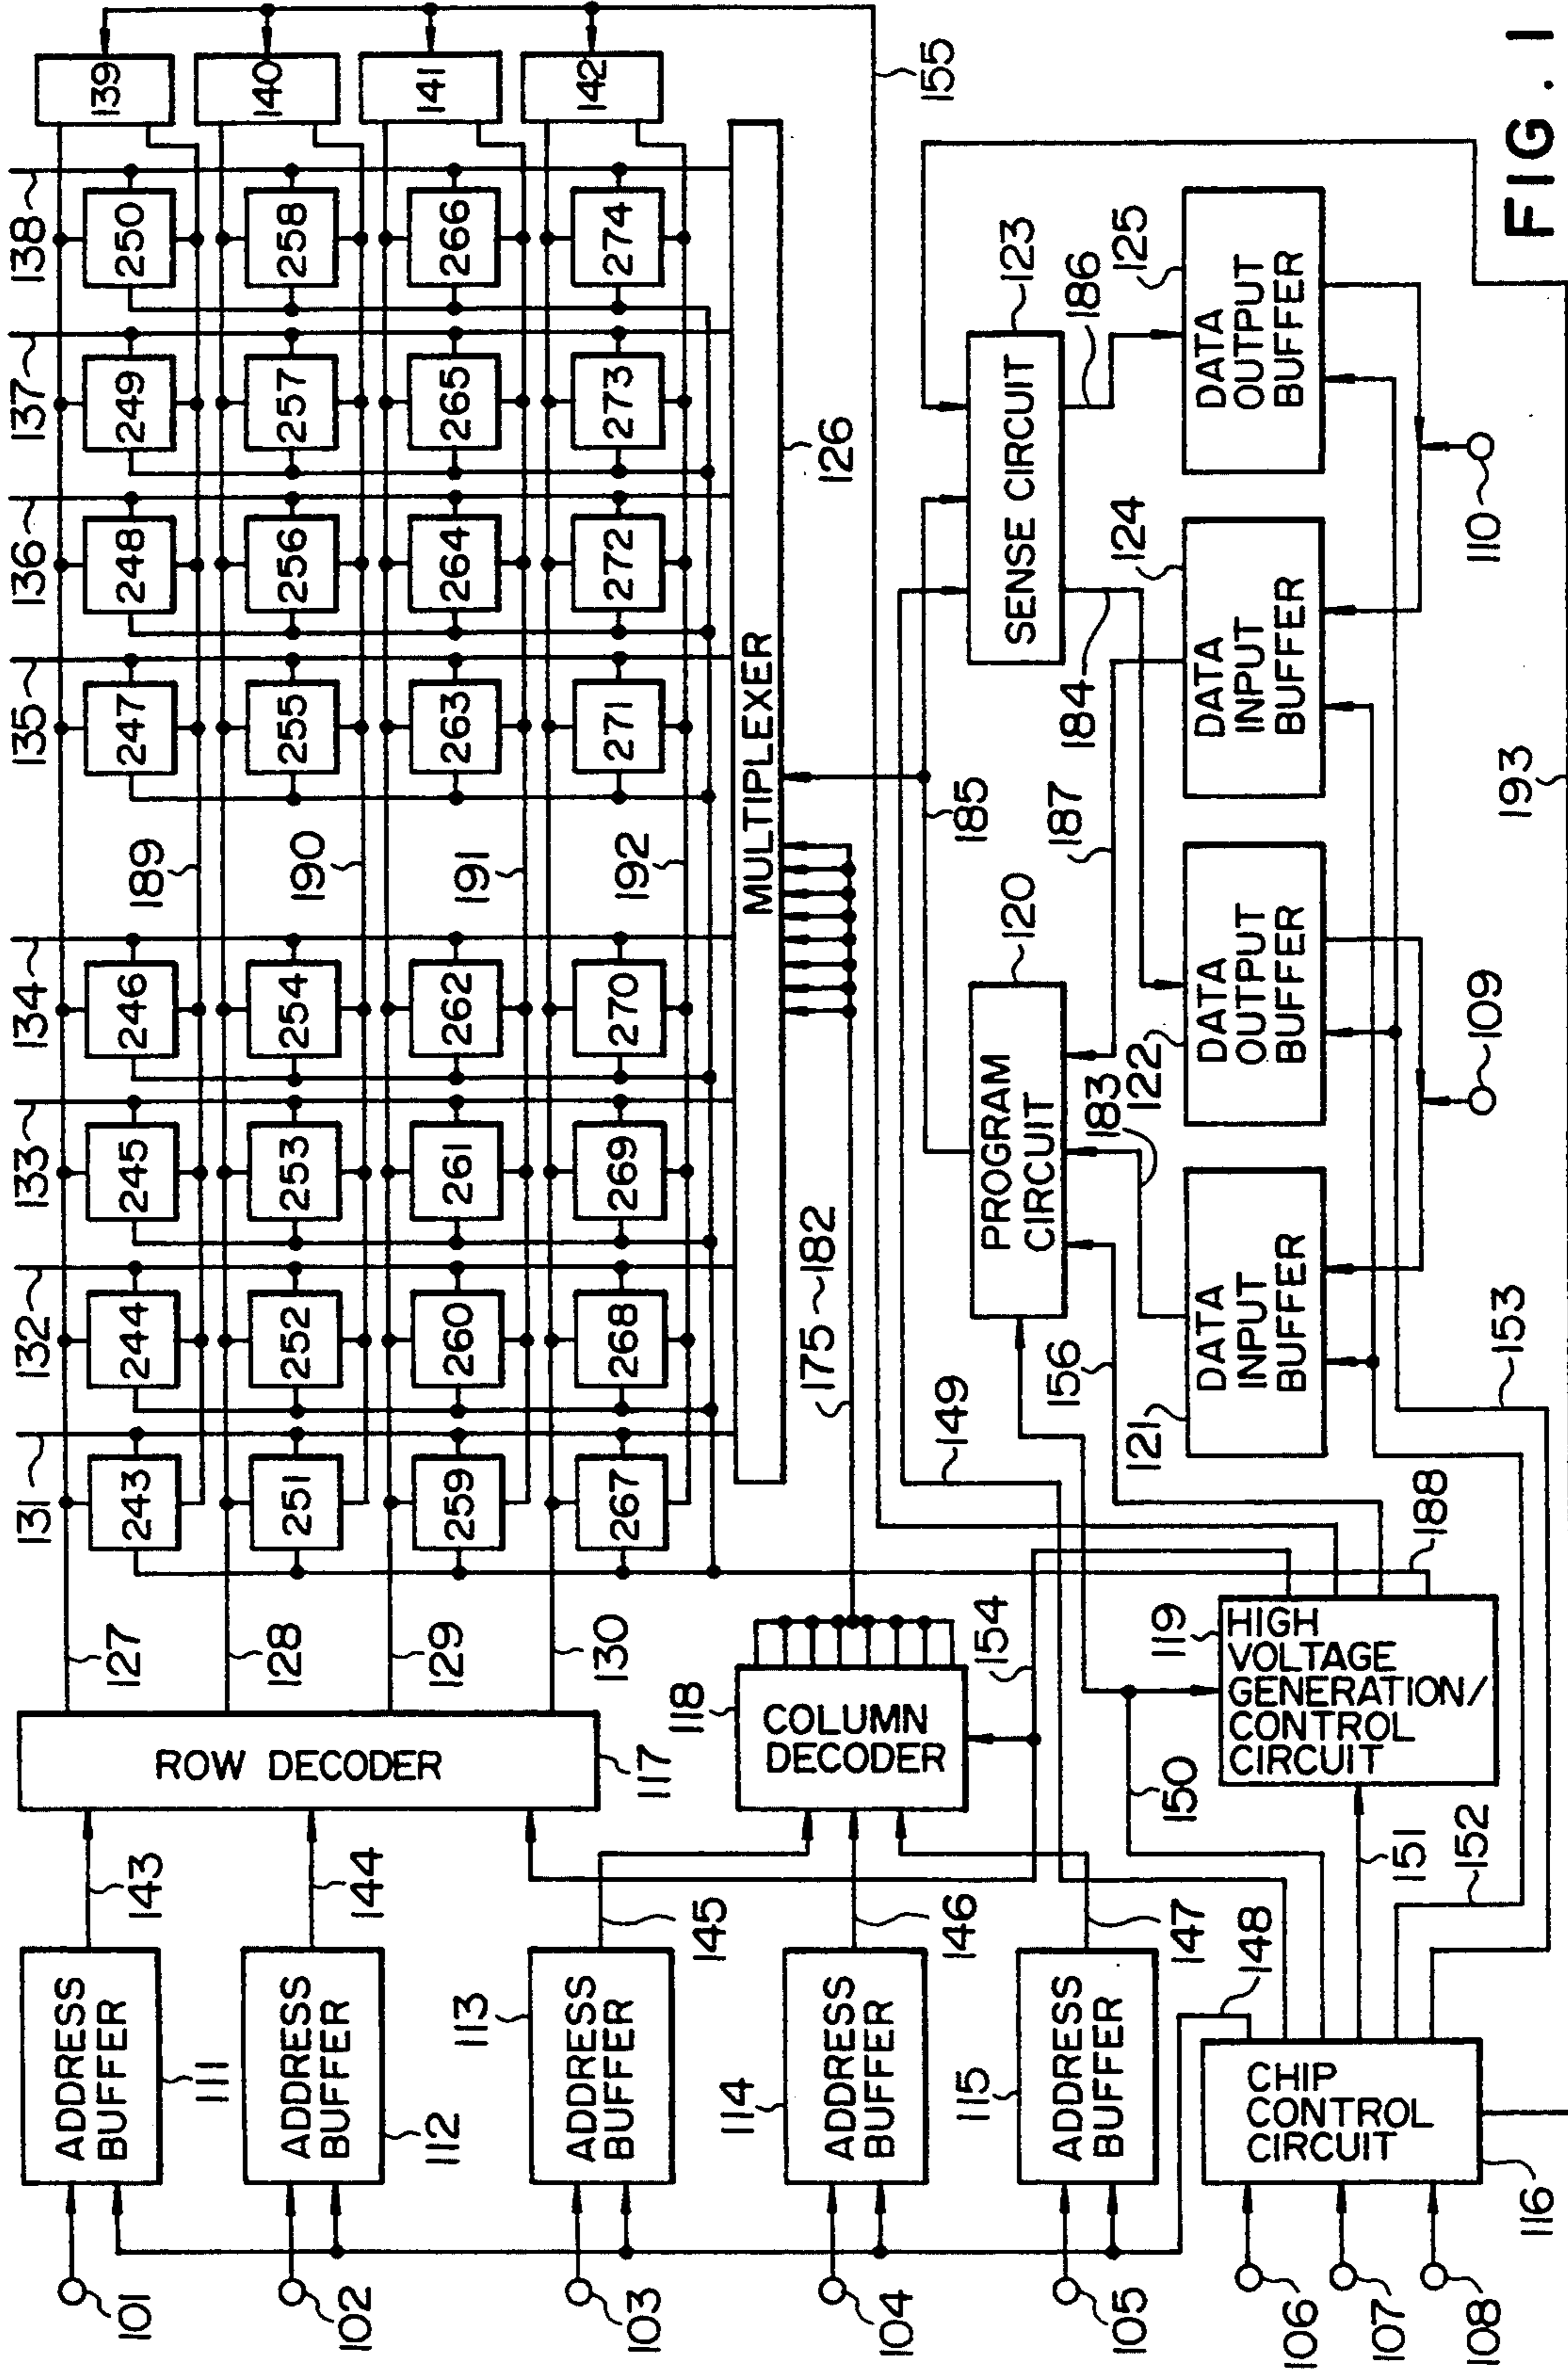 FIG. 1
131 132 133 134 135 136 137 138
139
127
243 244 245 246 247 248 249 250
189
140
128
251 252 253 254 255 256 257 258
190
141
129
259 260 261 262 263 264 265 266
191
142
130
267 268 269 270 271 272 273 274
192
MULTIPLEXER
126
155
101
ADDRESS
BUFFER
111
143
102
ADDRESS
BUFFER
112
144
ROW DECODER
117
103
ADDRESS
BUFFER
113
145
104
ADDRESS
BUFFER
114
146
105
ADDRESS
BUFFER
115
147
148
COLUMN
DECODER
118
154
175~182
185
149
PROGRAM
CIRCUIT
120
SENSE CIRCUIT
123
150
156
183
187
184
186
106
107
108
CHIP
CONTROL
CIRCUIT
116
151
152
HIGH
VOLTAGE
GENERATION/
CONTROL
CIRCUIT
119
188
153
DATA
INPUT
BUFFER
121
DATA
OUTPUT
BUFFER
122
DATA
INPUT
BUFFER
124
DATA
OUTPUT
BUFFER
125
109
110
193